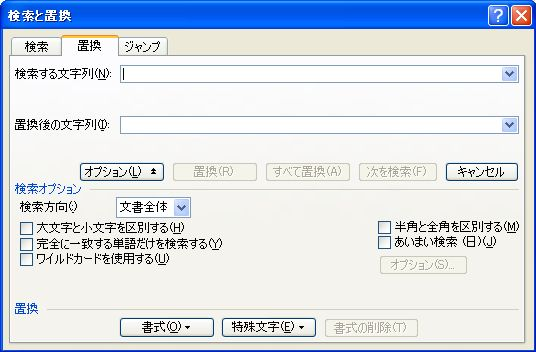 検索と置換
検索 置換 ジャンプ
検索する文字列(N):
置換後の文字列(I):
オプション(L) 置換(R) すべて置換(A) 次を検索(F) キャンセル
検索オプション
検索方向(:) 文書全体
大文字と小文字を区別する(H) 半角と全角を区別する(M)
完全に一致する単語だけを検索する(Y) あいまい検索 (日)(J)
ワイルドカードを使用する(U)
オプション(S)...
置換
書式(O) 特殊文字(E) 書式の削除(T)